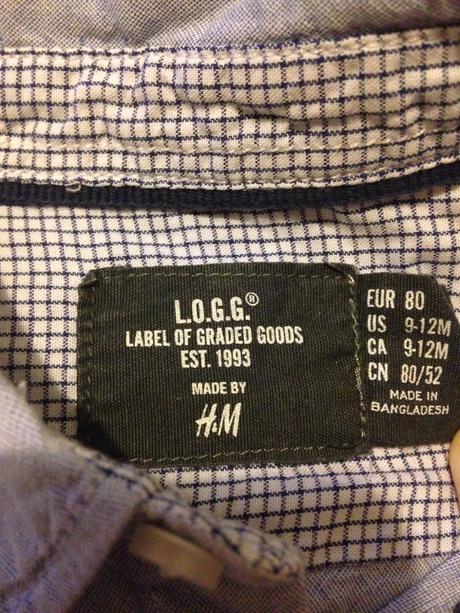 L.O.G.G.®
LABEL OF GRADED GOODS
EST. 1993
MADE BY
H&M
EUR 80
US 9-12M
CA 9-12M
CN 80/52
MADE IN
BANGLADESH